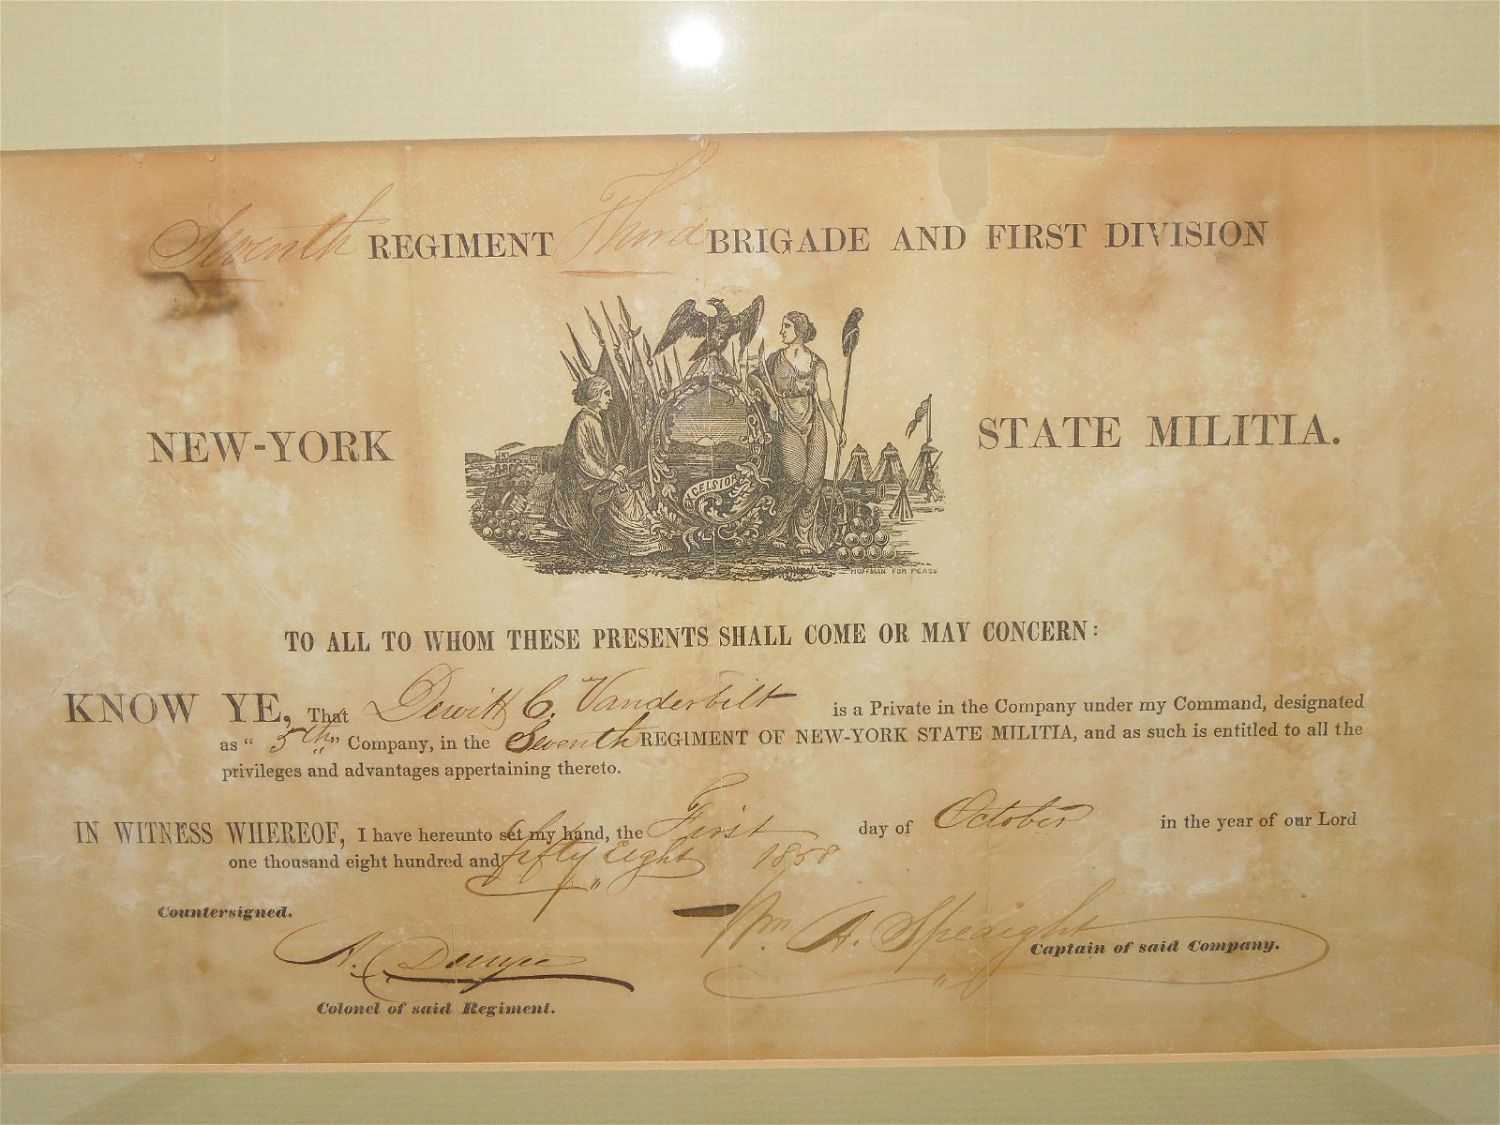 Seventh REGIMENT Third BRIGADE AND FIRST DIVISION
NEW-YORK STATE MILITIA.
CELSIOR
HOFFMAN FOR PEASE
TO ALL TO WHOM THESE PRESENTS SHALL COME OR MAY CONCERN:
KNOW YE, That Dewitt C. Vanderbilt is a Private in the Company under my Command, designated
as "5th" Company, in the Seventh REGIMENT OF NEW-YORK STATE MILITIA, and as such is entitled to all the
privileges and advantages appertaining thereto.
IN WITNESS WHEREOF, I have hereunto set my hand, the First day of October in the year of our Lord
one thousand eight hundred and fifty Eight 1858
Countersigned.
Wm. A. Speaight Captain of said Company.
A. Duryee
Colonel of said Regiment.